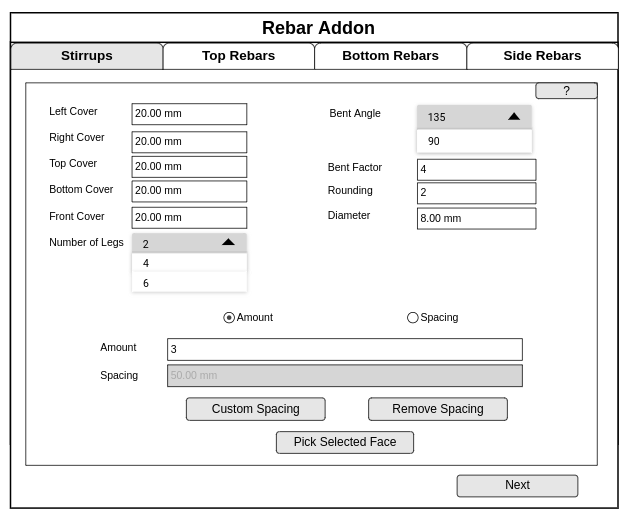 Rebar Addon
Stirrups
Top Rebars
Bottom Rebars
Side Rebars
?
Left Cover
20.00 mm
Right Cover
20.00 mm
Top Cover
20.00 mm
Bottom Cover
20.00 mm
Front Cover
20.00 mm
Number of Legs
2
4
6
Bent Angle
135
90
Bent Factor
4
Rounding
2
Diameter
8.00 mm
Amount
Spacing
Amount
3
Spacing
50.00 mm
Custom Spacing
Remove Spacing
Pick Selected Face
Next